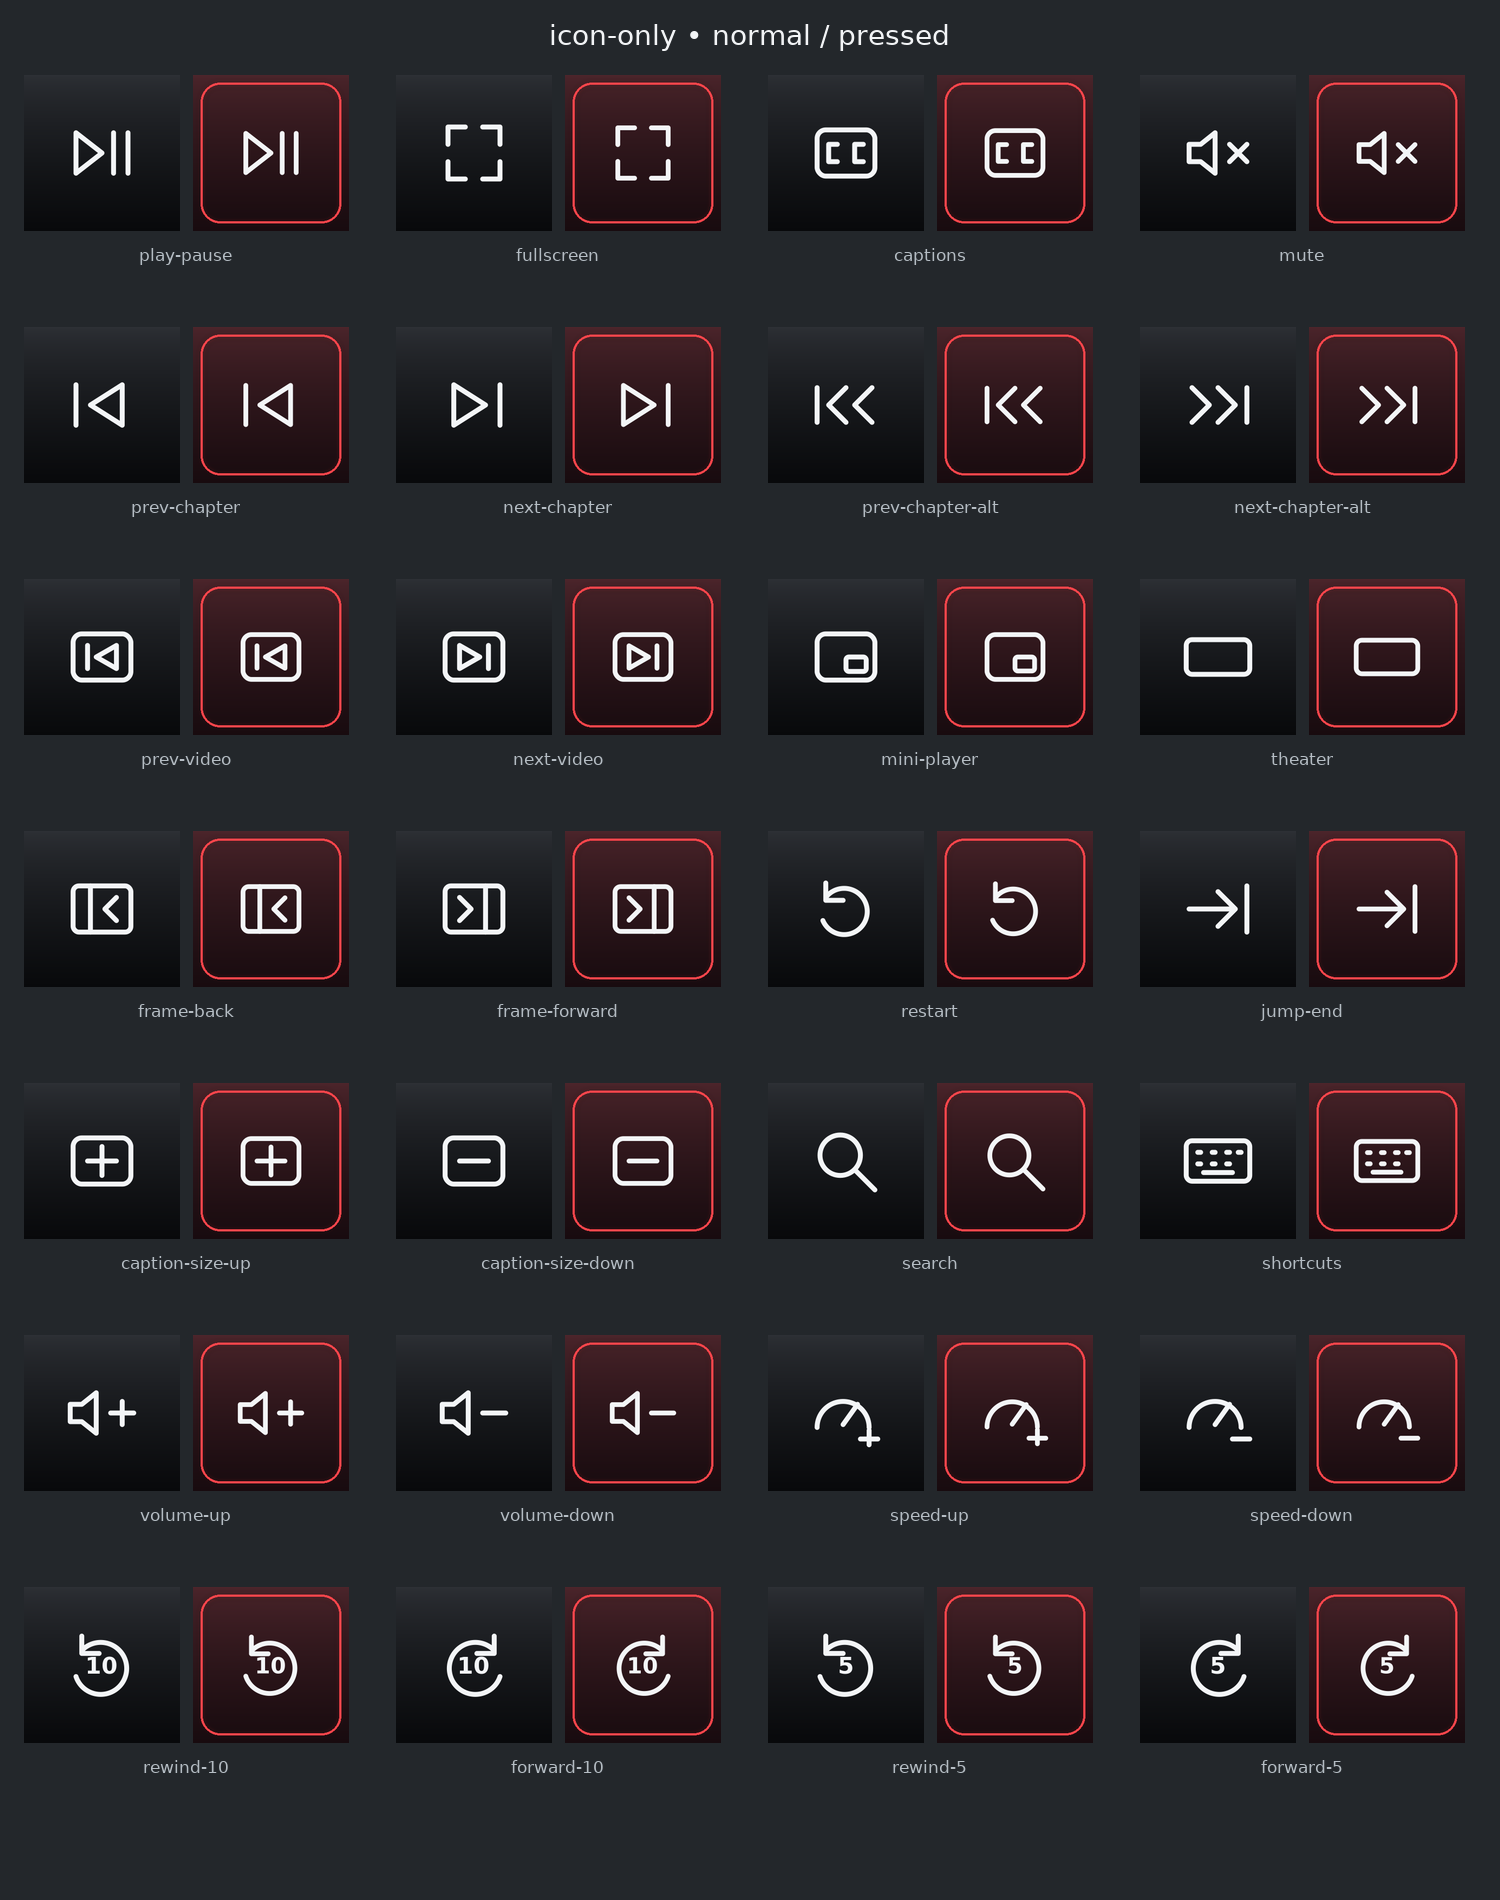 icon-only • normal / pressed
play-pause
fullscreen
captions
mute
prev-chapter
next-chapter
prev-chapter-alt
next-chapter-alt
prev-video
next-video
mini-player
theater
frame-back
frame-forward
restart
jump-end
caption-size-up
caption-size-down
search
shortcuts
volume-up
volume-down
speed-up
speed-down
10 10 10 10 5 5 5 5
rewind-10
forward-10
rewind-5
forward-5